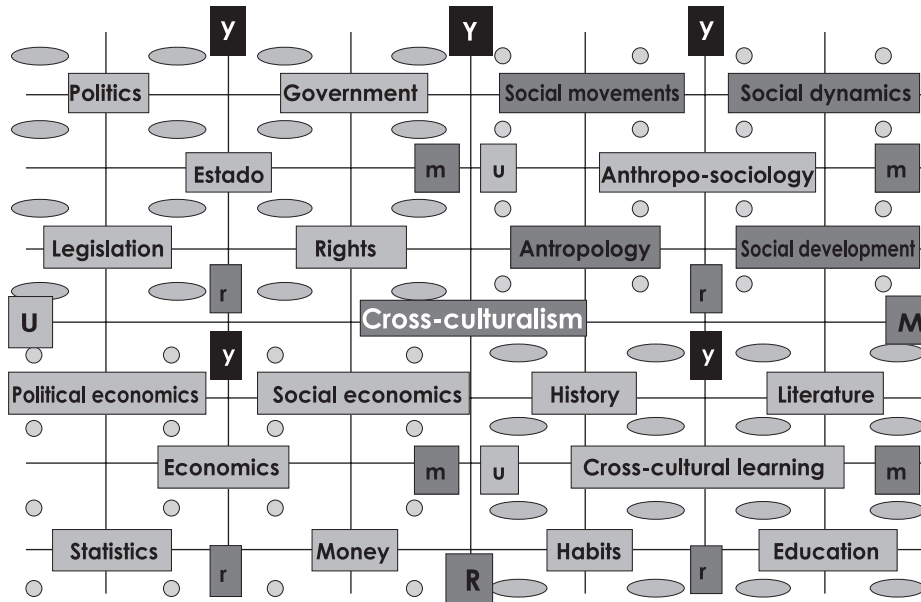 y Y y
Politics Government Social movements Social dynamics
Estado m u Anthropo-sociology m
Legislation Rights Antropology Social development
r r
U Cross-culturalism M
y y
Political economics Social economics History Literature
Economics m u Cross-cultural learning m
Statistics r Money R Habits r Education